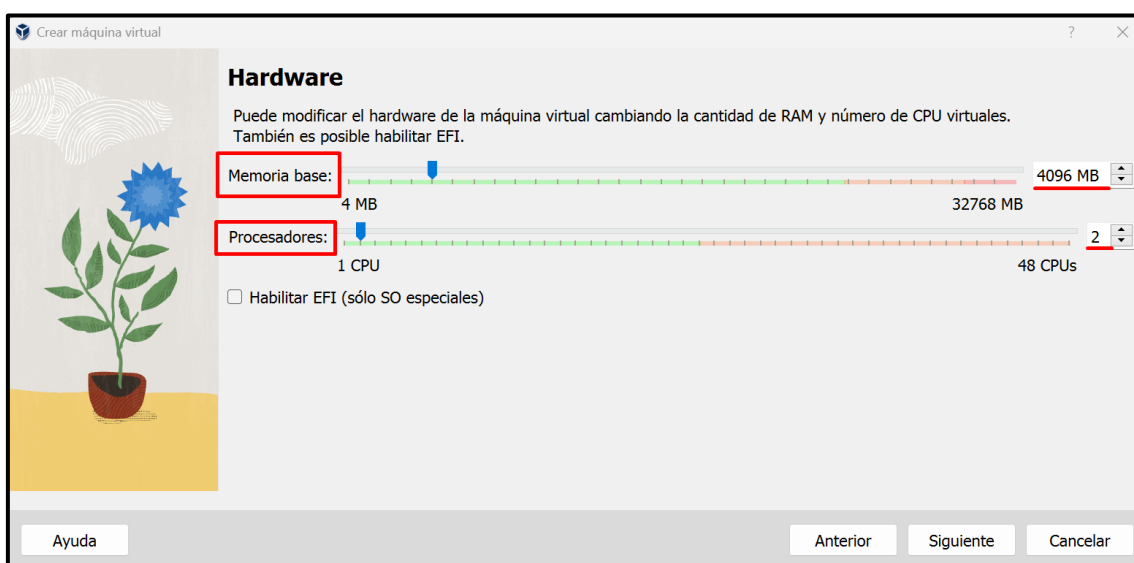 Crear máquina virtual
?
Hardware
Puede modificar el hardware de la máquina virtual cambiando la cantidad de RAM y número de CPU virtuales.
También es posible habilitar EFI.
Memoria base:
4096 MB
4 MB
32768 MB
Procesadores:
2
1 CPU
48 CPUs
Habilitar EFI (sólo SO especiales)
Ayuda
Anterior
Siguiente
Cancelar